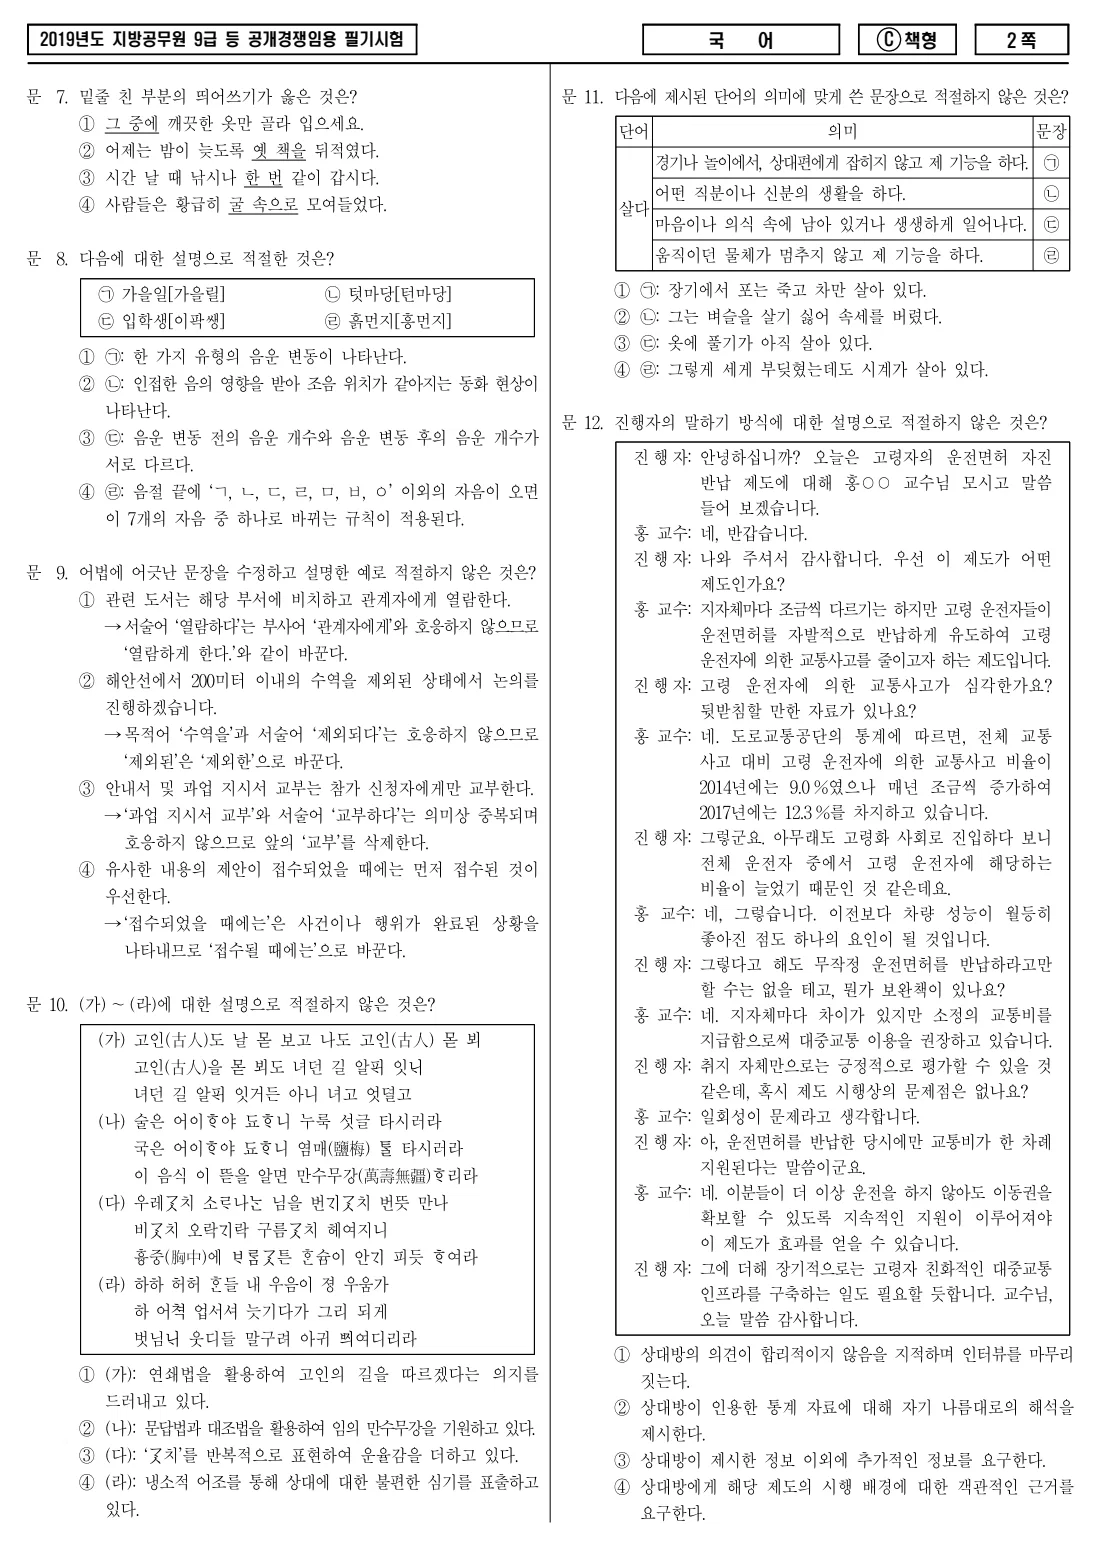 2019년도 지방공무원 9급 등 공개경쟁임용 필기시험
국 어
Ⓒ책형
2쪽
문 7. 밑줄 친 부분의 띄어쓰기가 옳은 것은?
① 그 중에 깨끗한 옷만 골라 입으세요.
② 어제는 밤이 늦도록 옛 책을 뒤적였다.
③ 시간 날 때 낚시나 한 번 같이 갑시다.
④ 사람들은 황급히 굴 속으로 모여들었다.
문 8. 다음에 대한 설명으로 적절한 것은?
㉠ 가을일[가을릴] ㉡ 텃마당[턴마당]
㉢ 입학생[이팍쌩] ㉣ 흙먼지[흥먼지]
① ㉠: 한 가지 유형의 음운 변동이 나타난다.
② ㉡: 인접한 음의 영향을 받아 조음 위치가 같아지는 동화 현상이
나타난다.
③ ㉢: 음운 변동 전의 음운 개수와 음운 변동 후의 음운 개수가
서로 다르다.
④ ㉣: 음절 끝에 ‘ㄱ, ㄴ, ㄷ, ㄹ, ㅁ, ㅂ, ㅇ’ 이외의 자음이 오면
이 7개의 자음 중 하나로 바뀌는 규칙이 적용된다.
문 9. 어법에 어긋난 문장을 수정하고 설명한 예로 적절하지 않은 것은?
① 관련 도서는 해당 부서에 비치하고 관계자에게 열람한다.
→서술어 ‘열람하다’는 부사어 ‘관계자에게’와 호응하지 않으므로
‘열람하게 한다.’와 같이 바꾼다.
② 해안선에서 200미터 이내의 수역을 제외된 상태에서 논의를
진행하겠습니다.
→목적어 ‘수역을’과 서술어 ‘제외되다’는 호응하지 않으므로
‘제외된’은 ‘제외한’으로 바꾼다.
③ 안내서 및 과업 지시서 교부는 참가 신청자에게만 교부한다.
→‘과업 지시서 교부’와 서술어 ‘교부하다’는 의미상 중복되며
호응하지 않으므로 앞의 ‘교부’를 삭제한다.
④ 유사한 내용의 제안이 접수되었을 때에는 먼저 접수된 것이
우선한다.
→‘접수되었을 때에는’은 사건이나 행위가 완료된 상황을
나타내므로 ‘접수될 때에는’으로 바꾼다.
문 10. (가) ~ (라)에 대한 설명으로 적절하지 않은 것은?
(가) 고인(古人)도 날 몯 보고 나도 고인(古人) 몯 뵈
고인(古人)을 몯 뵈도 녀던 길 알ᄑᆡ 잇ᄂᆡ
녀던 길 알ᄑᆡ 잇거든 아니 녀고 엇뎔고
(나) 술은 어이ᄒᆞ야 됴ᄒᆞ니 누룩 섯글 타시러라
국은 어이ᄒᆞ야 됴ᄒᆞ니 염매(鹽梅) ᄐᆞᆯ 타시러라
이 음식 이 뜯을 알면 만수무강(萬壽無疆)ᄒᆞ리라
(다) 우레ᄀᆞ치 소ᄅᆞ나ᄂᆞᆫ 님을 번ᄀᆡᄀᆞ치 번뜻 만나
비ᄀᆞ치 오락ᄀᆡ락 구름ᄀᆞ치 헤여지니
흉중(胸中)에 ᄇᆞᄅᆞᆷᄀᆞ튼 ᄒᆞᆫ숨이 안ᄀᆡ 피듯 ᄒᆞ여라
(라) 하하 허허 ᄒᆞᆫ들 내 우음이 졍 우움가
하 어쳑 업서셔 늣기다가 그리 되게
벗님ᄂᆡ 웃디들 말구려 아귀 ᄧᅴ여디리라
① (가): 연쇄법을 활용하여 고인의 길을 따르겠다는 의지를
드러내고 있다.
② (나): 문답법과 대조법을 활용하여 임의 만수무강을 기원하고 있다.
③ (다): ‘ᄀᆞ치’를 반복적으로 표현하여 운율감을 더하고 있다.
④ (라): 냉소적 어조를 통해 상대에 대한 불편한 심기를 표출하고
있다.
문 11. 다음에 제시된 단어의 의미에 맞게 쓴 문장으로 적절하지 않은 것은?
단어 의미 문장
살다
경기나 놀이에서, 상대편에게 잡히지 않고 제 기능을 하다. ㉠
어떤 직분이나 신분의 생활을 하다. ㉡
마음이나 의식 속에 남아 있거나 생생하게 일어나다. ㉢
움직이던 물체가 멈추지 않고 제 기능을 하다. ㉣
① ㉠: 장기에서 포는 죽고 차만 살아 있다.
② ㉡: 그는 벼슬을 살기 싫어 속세를 버렸다.
③ ㉢: 옷에 풀기가 아직 살아 있다.
④ ㉣: 그렇게 세게 부딪혔는데도 시계가 살아 있다.
문 12. 진행자의 말하기 방식에 대한 설명으로 적절하지 않은 것은?
진 행 자: 안녕하십니까? 오늘은 고령자의 운전면허 자진
반납 제도에 대해 홍○○ 교수님 모시고 말씀
들어 보겠습니다.
홍 교수: 네, 반갑습니다.
진 행 자: 나와 주셔서 감사합니다. 우선 이 제도가 어떤
제도인가요?
홍 교수: 지자체마다 조금씩 다르기는 하지만 고령 운전자들이
운전면허를 자발적으로 반납하게 유도하여 고령
운전자에 의한 교통사고를 줄이고자 하는 제도입니다.
진 행 자: 고령 운전자에 의한 교통사고가 심각한가요?
뒷받침할 만한 자료가 있나요?
홍 교수: 네. 도로교통공단의 통계에 따르면, 전체 교통
사고 대비 고령 운전자에 의한 교통사고 비율이
2014년에는 9.0 %였으나 매년 조금씩 증가하여
2017년에는 12.3 %를 차지하고 있습니다.
진 행 자: 그렇군요. 아무래도 고령화 사회로 진입하다 보니
전체 운전자 중에서 고령 운전자에 해당하는
비율이 늘었기 때문인 것 같은데요.
홍 교수: 네, 그렇습니다. 이전보다 차량 성능이 월등히
좋아진 점도 하나의 요인이 될 것입니다.
진 행 자: 그렇다고 해도 무작정 운전면허를 반납하라고만
할 수는 없을 테고, 뭔가 보완책이 있나요?
홍 교수: 네. 지자체마다 차이가 있지만 소정의 교통비를
지급함으로써 대중교통 이용을 권장하고 있습니다.
진 행 자: 취지 자체만으로는 긍정적으로 평가할 수 있을 것
같은데, 혹시 제도 시행상의 문제점은 없나요?
홍 교수: 일회성이 문제라고 생각합니다.
진 행 자: 아, 운전면허를 반납한 당시에만 교통비가 한 차례
지원된다는 말씀이군요.
홍 교수: 네. 이분들이 더 이상 운전을 하지 않아도 이동권을
확보할 수 있도록 지속적인 지원이 이루어져야
이 제도가 효과를 얻을 수 있습니다.
진 행 자: 그에 더해 장기적으로는 고령자 친화적인 대중교통
인프라를 구축하는 일도 필요할 듯합니다. 교수님,
오늘 말씀 감사합니다.
① 상대방의 의견이 합리적이지 않음을 지적하며 인터뷰를 마무리
짓는다.
② 상대방이 인용한 통계 자료에 대해 자기 나름대로의 해석을
제시한다.
③ 상대방이 제시한 정보 이외에 추가적인 정보를 요구한다.
④ 상대방에게 해당 제도의 시행 배경에 대한 객관적인 근거를
요구한다.